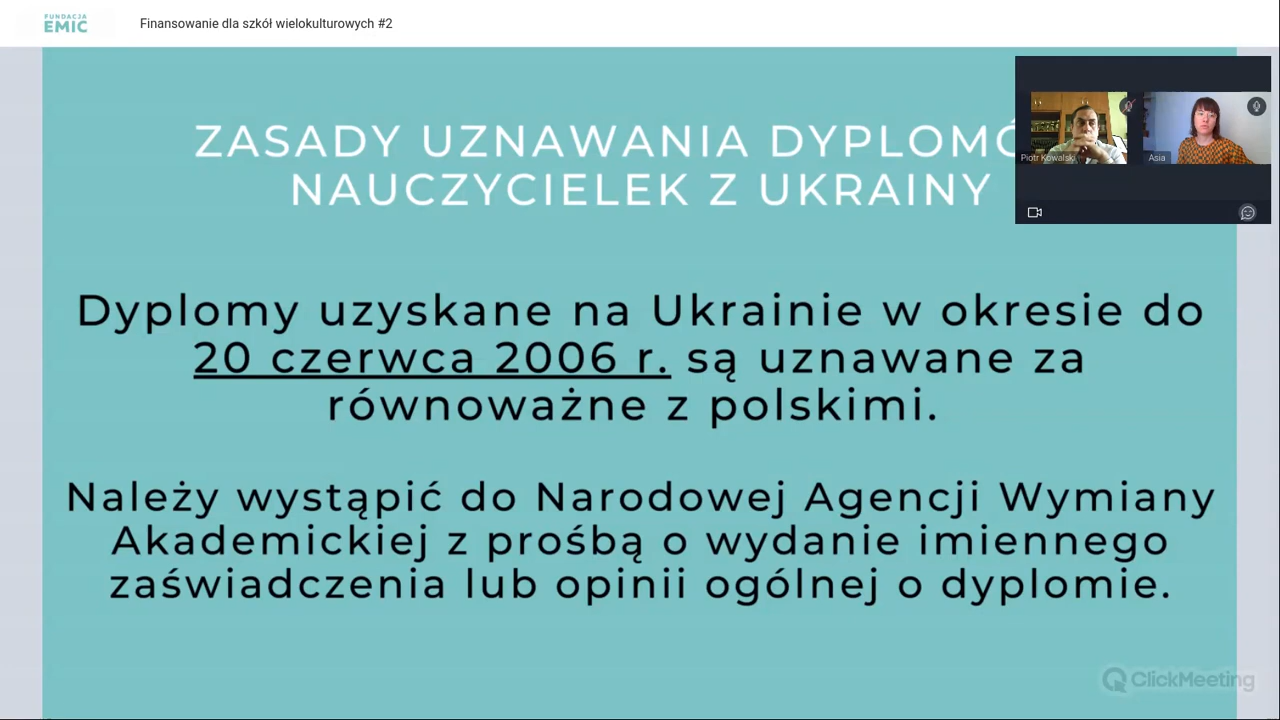 FUNDACJA
EMIC
Finansowanie dla szkół wielokulturowych #2
ZASADY UZNAWANIA DYPLOMÓ
NAUCZYCIELEK Z UKRAINY
Piotr Kowalski
Asia
Dyplomy uzyskane na Ukrainie w okresie do
20 czerwca 2006 r. są uznawane za
równoważne z polskimi.
Należy wystąpić do Narodowej Agencji Wymiany
Akademickiej z prośbą o wydanie imiennego
zaświadczenia lub opinii ogólnej o dyplomie.
ClickMeeting